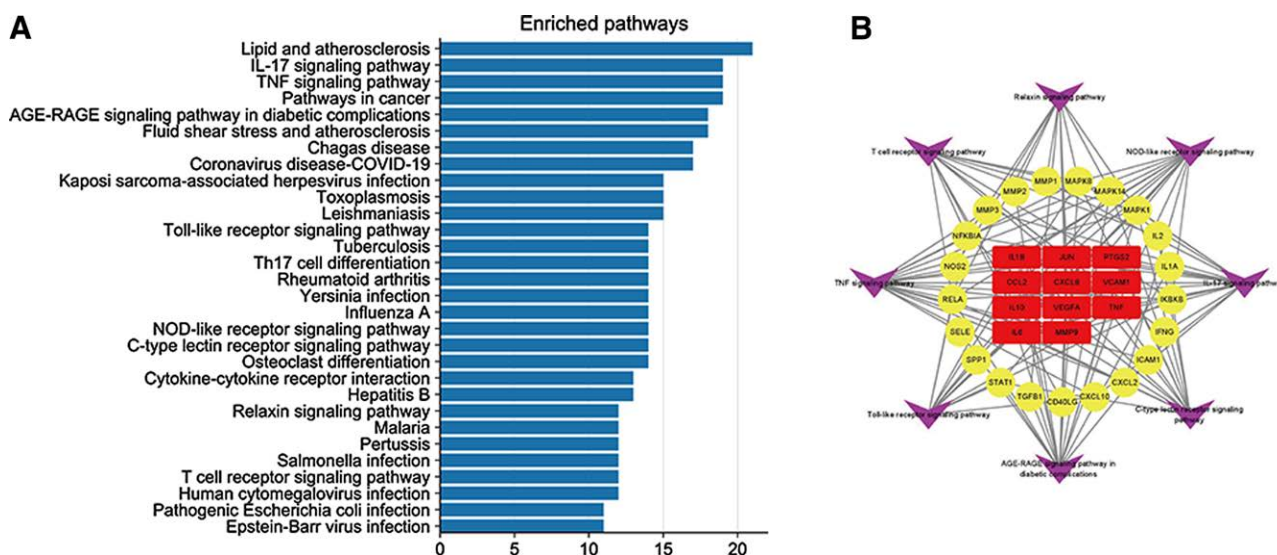 A
Enriched pathways
Lipid and atherosclerosis
IL-17 signaling pathway
TNF signaling pathway
Pathways in cancer
AGE-RAGE signaling pathway in diabetic complications
Fluid shear stress and atherosclerosis
Chagas disease
Coronavirus disease-COVID-19
Kaposi sarcoma-associated herpesvirus infection
Toxoplasmosis
Leishmaniasis
Toll-like receptor signaling pathway
Tuberculosis
Th17 cell differentiation
Rheumatoid arthritis
Yersinia infection
Influenza A
NOD-like receptor signaling pathway
C-type lectin receptor signaling pathway
Osteoclast differentiation
Cytokine-cytokine receptor interaction
Hepatitis B
Relaxin signaling pathway
Malaria
Pertussis
Salmonella infection
T cell receptor signaling pathway
Human cytomegalovirus infection
Pathogenic Escherichia coli infection
Epstein-Barr virus infection
0 5 10 15 20
B
Relaxin signaling pathway
T cell receptor signaling pathway
NOD-like receptor signaling pathway
MMP2
MMP1
MAPK8
MAPK14
MMP3
MAPK1
NFKBIA
IL2
NOS2
IL1A
JUN
PTGS2
CCL2
CXCL8
VCAM1
TNF signaling pathway
IL-17 signaling pathw
RELA
IKBKB
IL10
VEGFA
TNF
SELE
IFNG
IL6
MMP9
SPP1
ICAM1
STAT1
CXCL2
TGFB1
CD40LG
CXCL10
Toll-like receptor signaling pathway
C-type lectin receptor signaling
pathway
AGE-RAGE signaling pathway in
diabetic complications